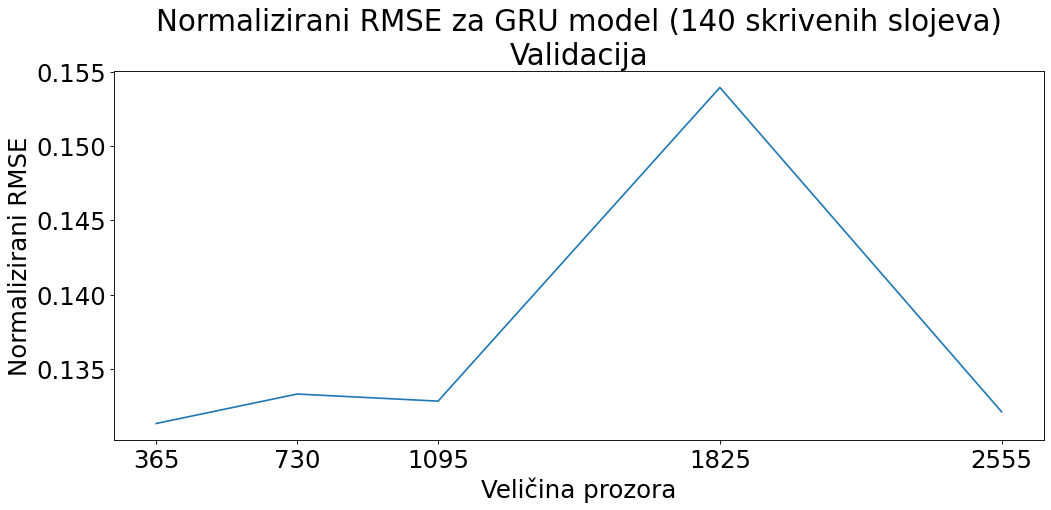 Normalizirani RMSE za GRU model (140 skrivenih slojeva)
Validacija
Normalizirani RMSE
0.155
0.150
0.145
0.140
0.135
365 730 1095 1825 2555
Veličina prozora